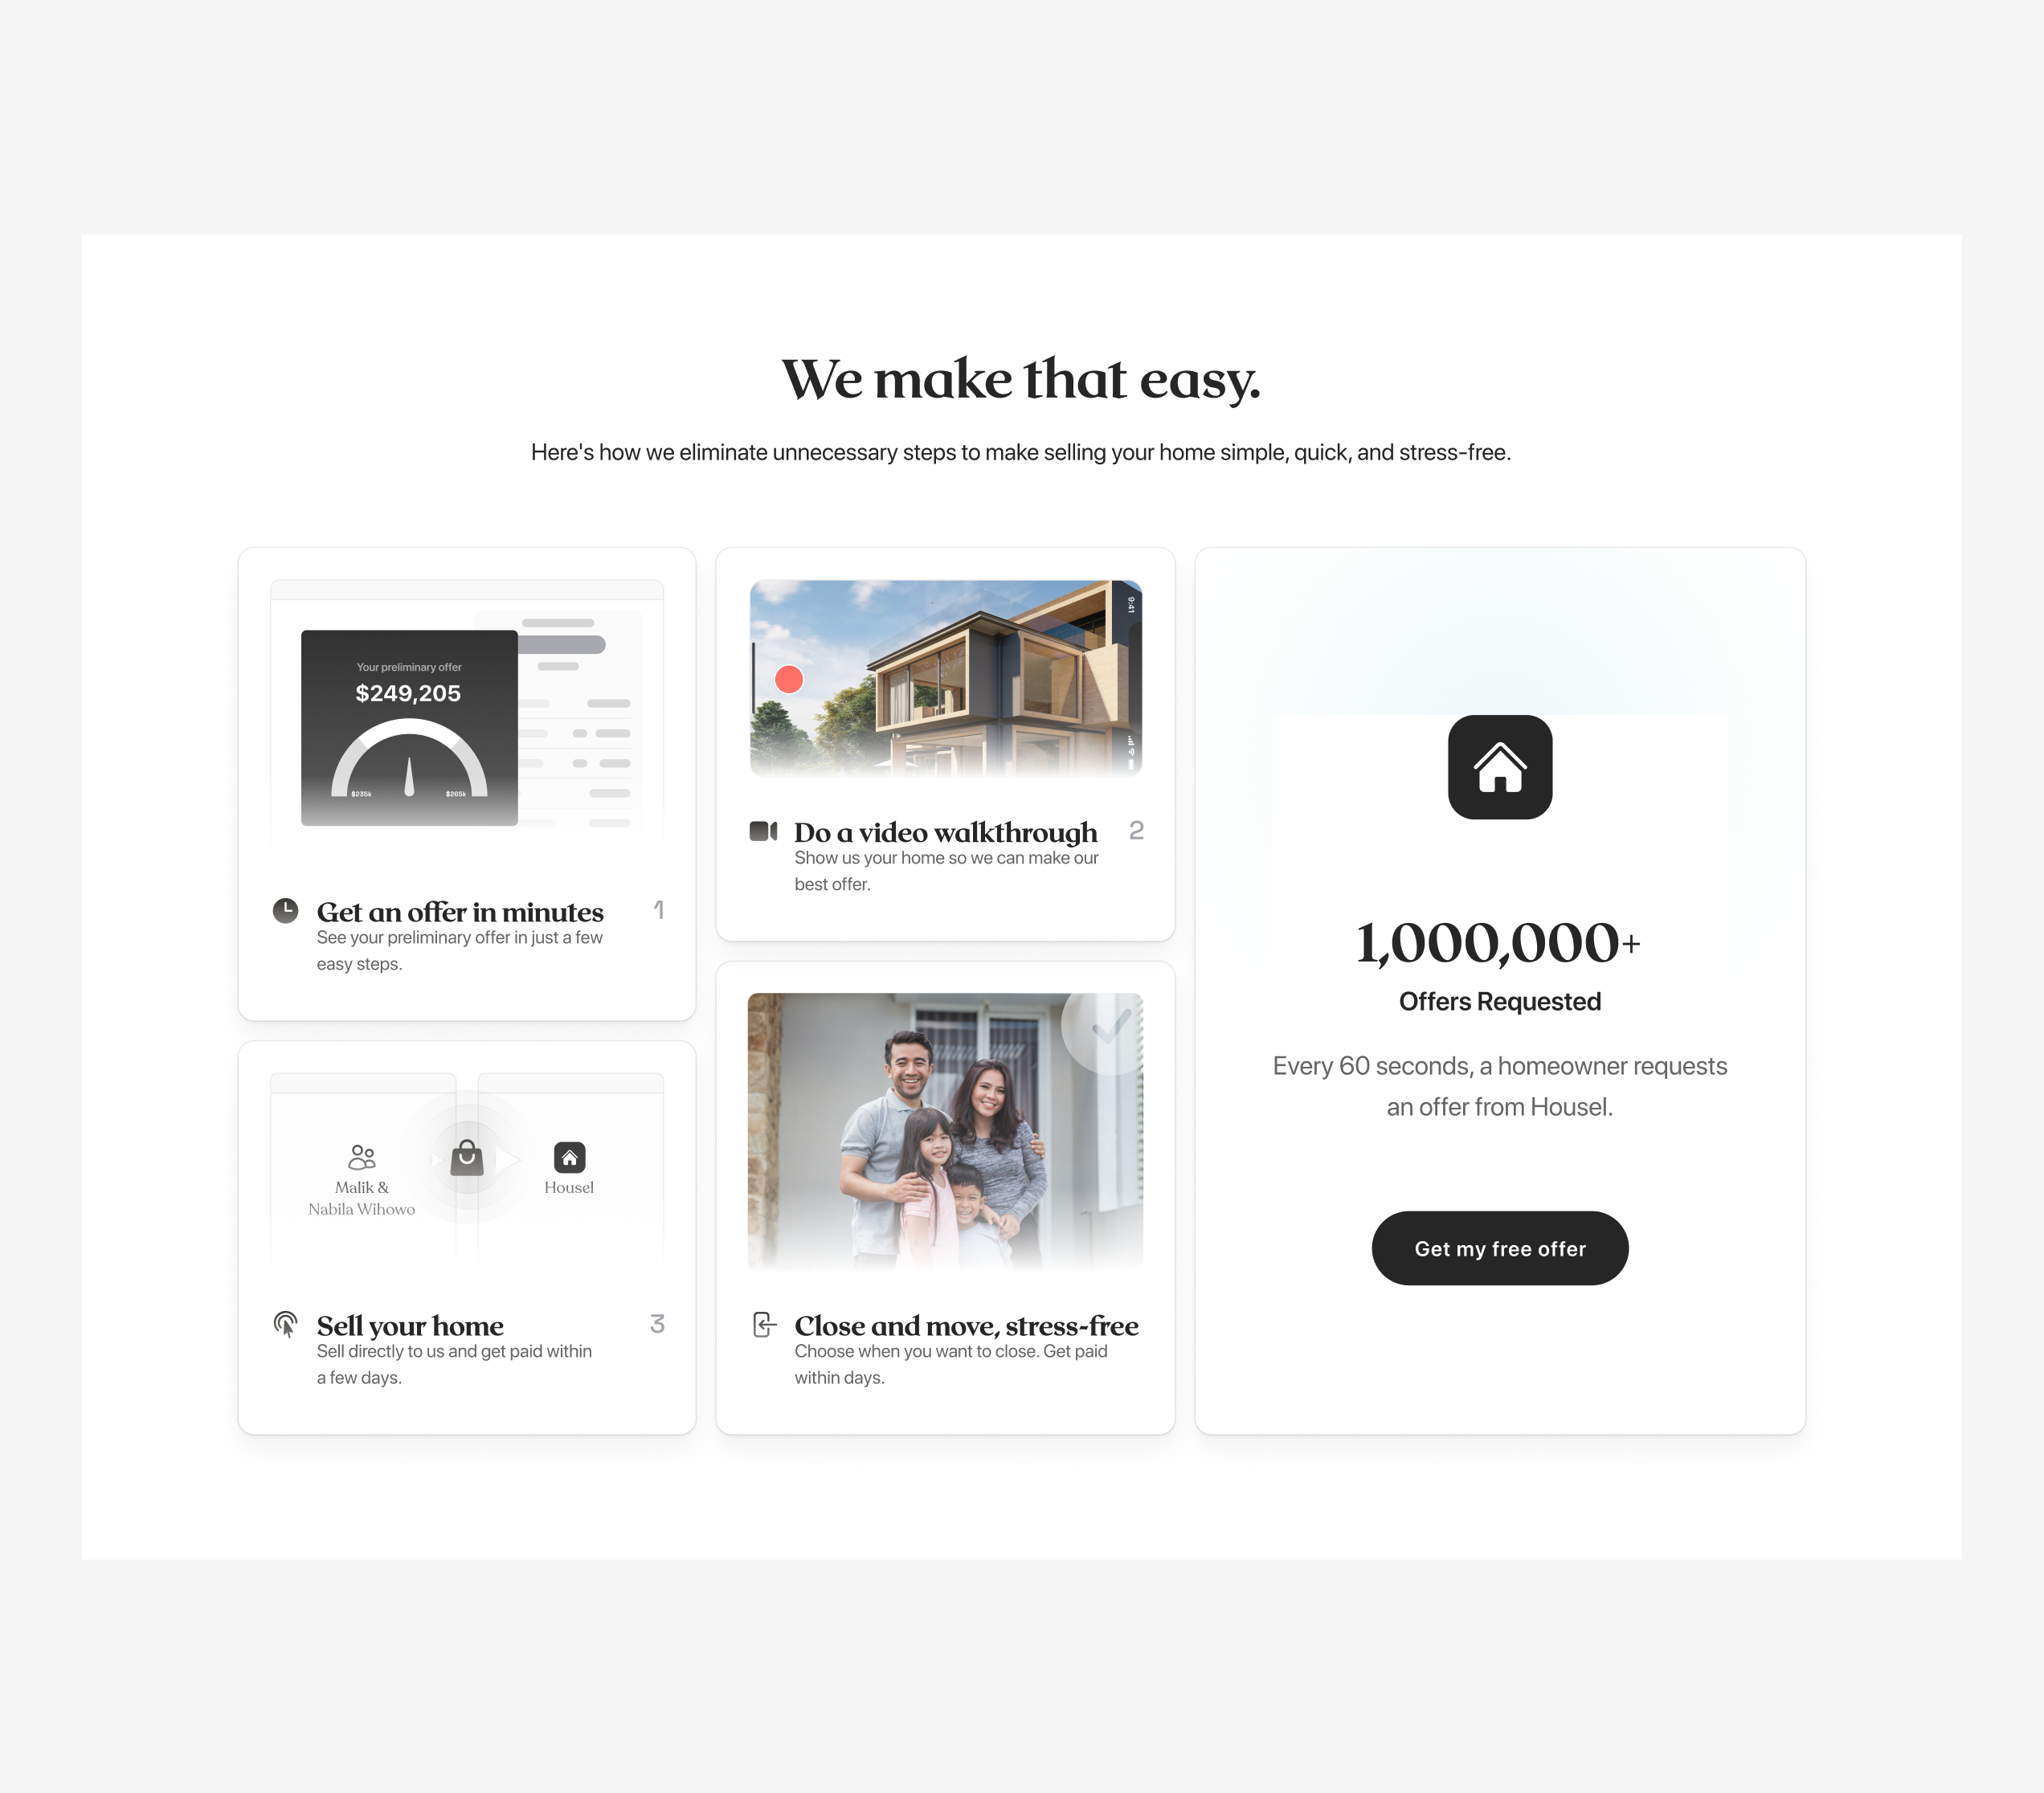 We make that easy.
Here's how we eliminate unnecessary steps to make selling your home simple, quick, and stress-free.
Your preliminary offer
$249,205
$235k
$265k
Get an offer in minutes
1
See your preliminary offer in just a few
easy steps.
9:41
Do a video walkthrough
2
Show us your home so we can make our
best offer.
Malik &
Nabila Wihowo
Housel
Sell your home
3
Sell directly to us and get paid within
a few days.
Close and move, stress-free
Choose when you want to close. Get paid
within days.
1,000,000+
Offers Requested
Every 60 seconds, a homeowner requests
an offer from Housel.
Get my free offer